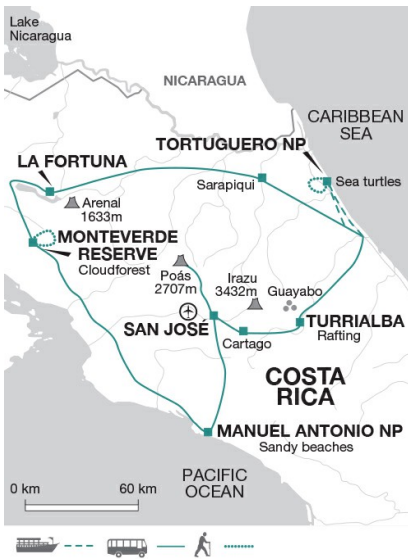 Lake
Nicaragua
NICARAGUA
CARIBBEAN
SEA
TORTUGUERO NP
LA FORTUNA
Sarapiqui
Sea turtles
Arenal
1633m
MONTEVERDE
RESERVE
Cloudforest
Poás
2707m
Irazu
3432m
Guayabo
SAN JOSÉ
TURRIALBA
Rafting
Cartago
COSTA
RICA
MANUEL ANTONIO NP
Sandy beaches
PACIFIC
OCEAN
0 km
60 km